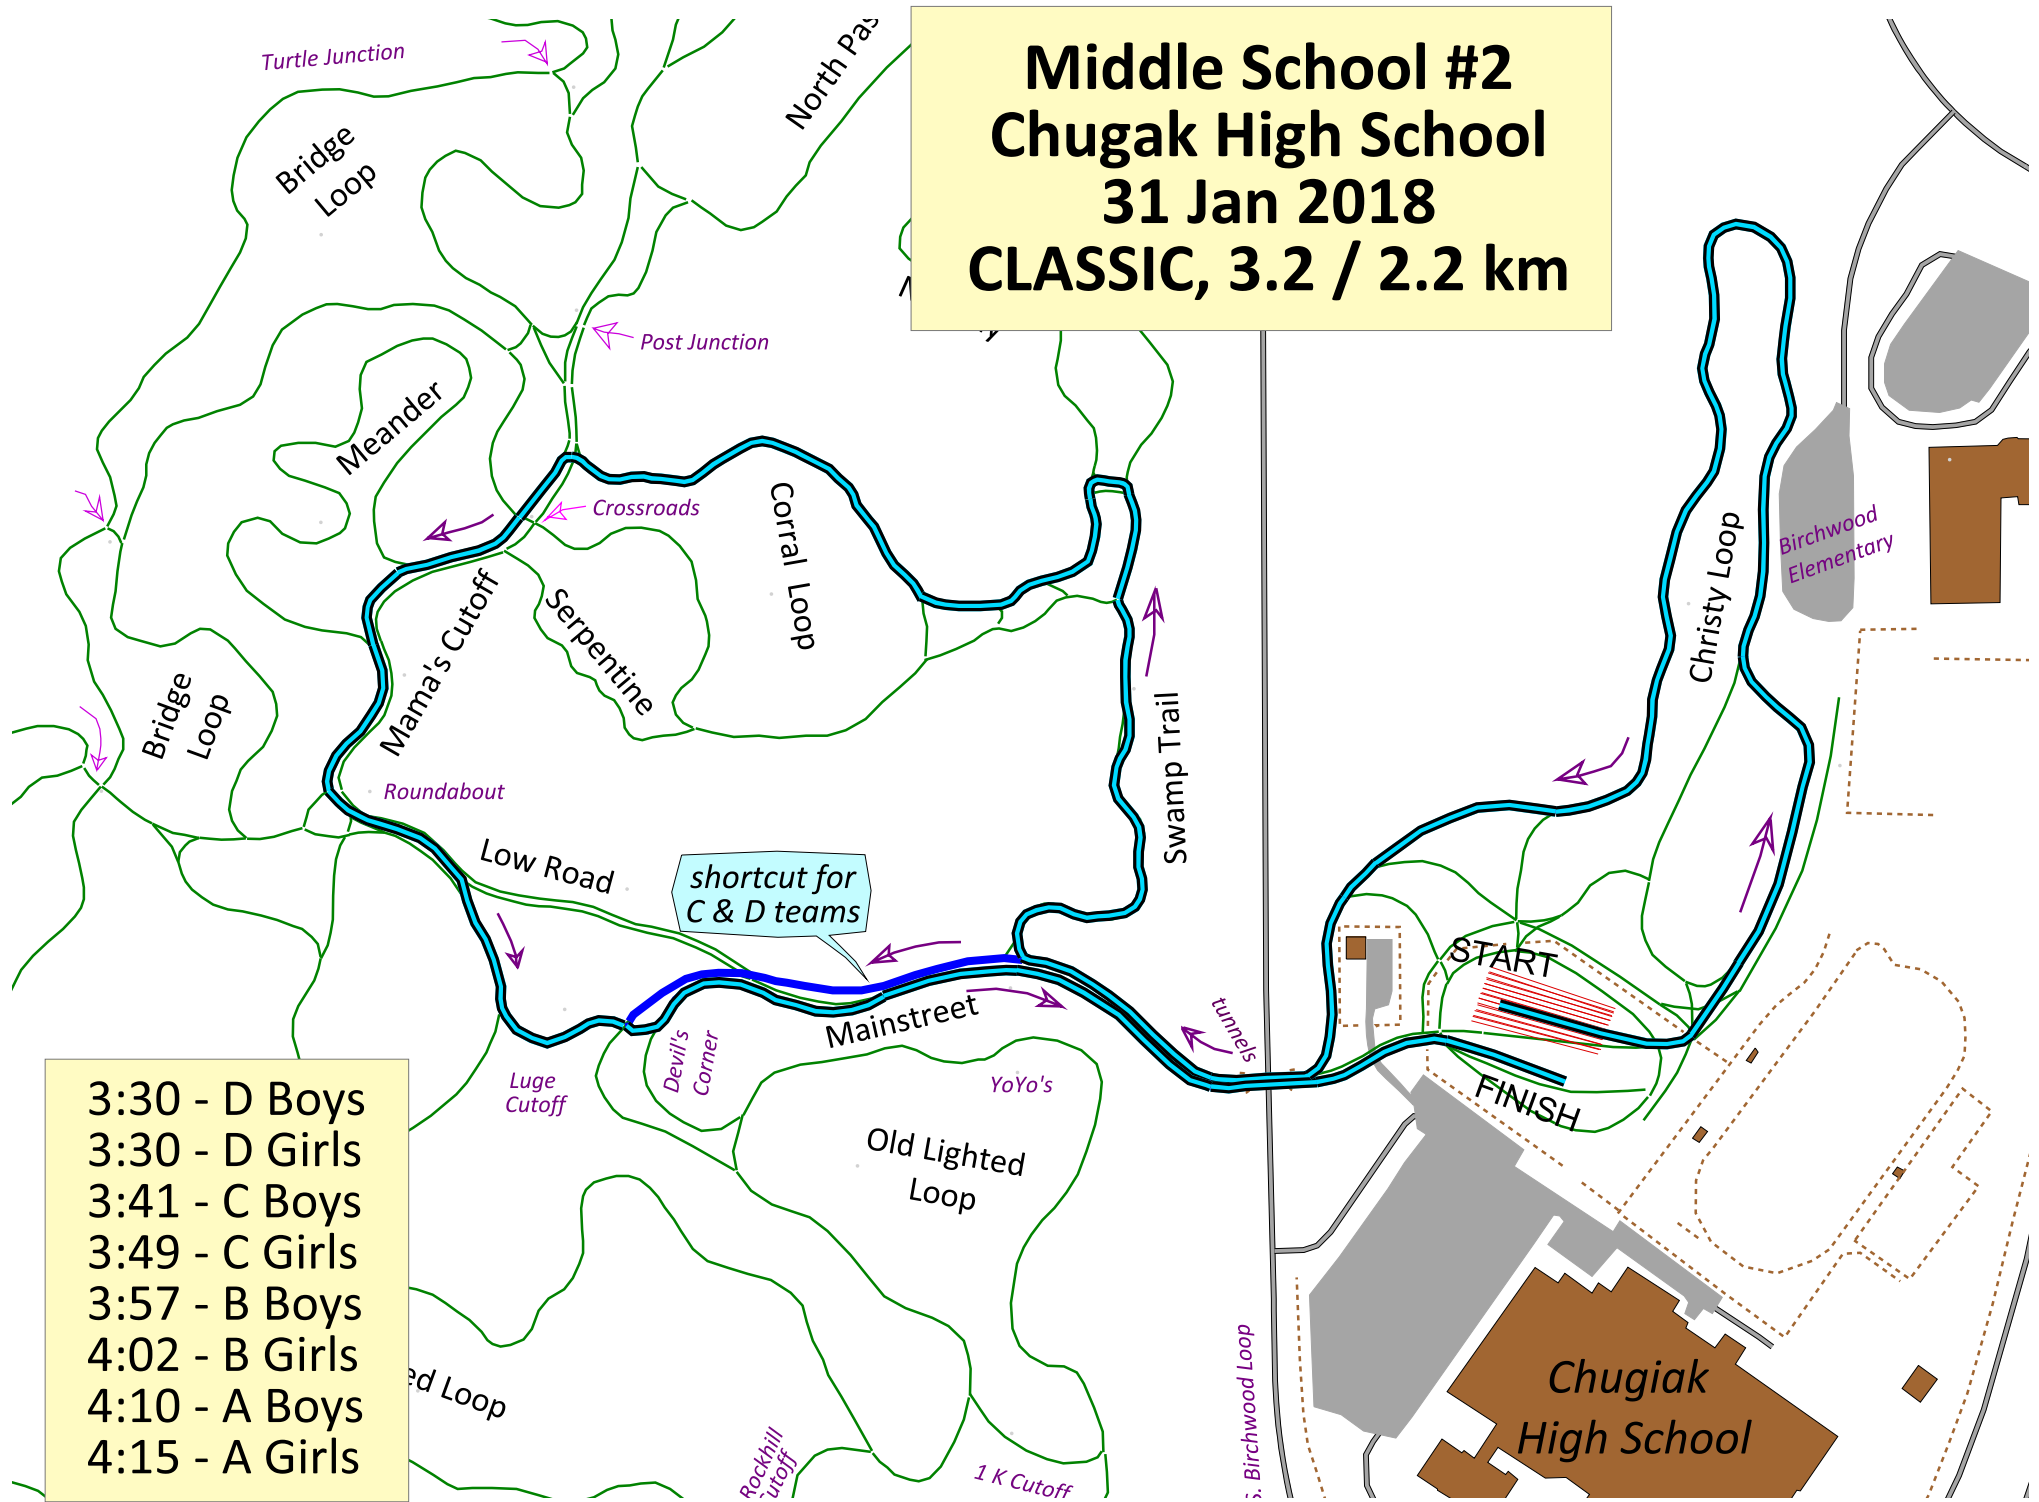 Middle School #2
Chugak High School
31 Jan 2018
CLASSIC, 3.2 / 2.2 km
Turtle Junction
North
Bridge
Loop
Post Junction
Meander
Crossroads
Corral Loop
Mama's Cutoff
Serpentine
Bridge
Loop
Roundabout
Low Road
shortcut for
C & D teams
Swamp Trail
Christy Loop
Birchwood
Elementary
START
FINISH
tunnels
Mainstreet
Devil's
Corner
Luge
Cutoff
YoYo's
Old Lighted
Loop
3:30 - D Boys
3:30 - D Girls
3:41 - C Boys
3:49 - C Girls
3:57 - B Boys
4:02 - B Girls
4:10 - A Boys
4:15 - A Girls
Loop
Rockhill
Cutoff
1 K Cutoff
S. Birchwood Loop
Chugiak
High School